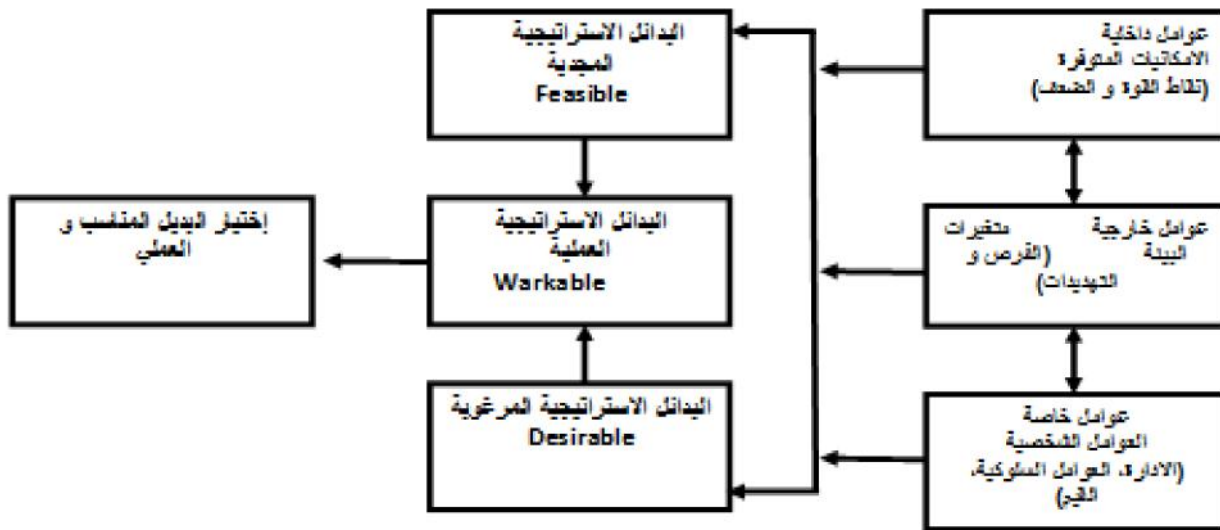 عوامل داخلية
الامكانيات المتوفرة
(نقاط القوة و الضعف)
عوامل خارجية متغيرات
البيئة (الفرص و
التهديدات)
عوامل خاصة
العوامل الشخصية
(الادارة، العوامل السلوكية،
القيم)
البدائل الاستراتيجية
المجدية
Feasible
البدائل الاستراتيجية
العملية
Warkable
البدائل الاستراتيجية المرغوبة
Desirable
إختيار البديل المناسب و
العملي